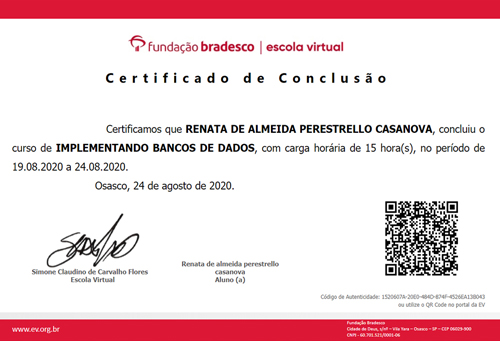 fundação bradesco | escola virtual
Certificado de Conclusão
Certificamos que RENATA DE ALMEIDA PERESTRELLO CASANOVA, concluiu o
curso de IMPLEMENTANDO BANCOS DE DADOS, com carga horária de 15 hora(s), no período de
19.08.2020 a 24.08.2020.
Osasco, 24 de agosto de 2020.
Simone Claudino de Carvalho Flores
Escola Virtual
Renata de almeida perestrello
casanova
Aluno (a)
Código de Autenticidade: 1520607A-20E0-484D-874F-4526EA13B043
ou utilize o QR Code no portal da EV
www.ev.org.br
Fundação Bradesco
Cidade de Deus, s/nº – Vila Yara – Osasco – SP – CEP 06029-900
CNPJ - 60.701.521/0001-06